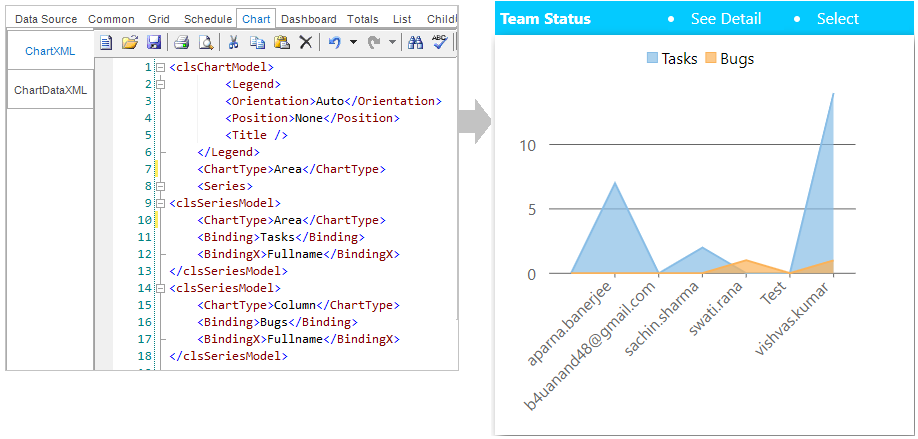 Data Source Common Grid Schedule Chart Dashboard Totals List
ChartXML
ChartDataXML
ABC
1 <clsChartModel>
2 <Legend>
3 <Orientation>Auto</Orientation>
4 <Position>None</Position>
5 <Title />
6 </Legend>
7 <ChartType>Area</ChartType>
8 <Series>
9 <clsSeriesModel>
10 <ChartType>Area</ChartType>
11 <Binding>Tasks</Binding>
12 <BindingX>Fullname</BindingX>
13 </clsSeriesModel>
14 <clsSeriesModel>
15 <ChartType>Column</ChartType>
16 <Binding>Bugs</Binding>
17 <BindingX>Fullname</BindingX>
18 </clsSeriesModel>
Team Status • See Detail • Select
Tasks Bugs
10
5
0
aparna.banerjee
b4uanand48@gmail.com
sachin.sharma
swati.rana
Test
vishvas.kumar